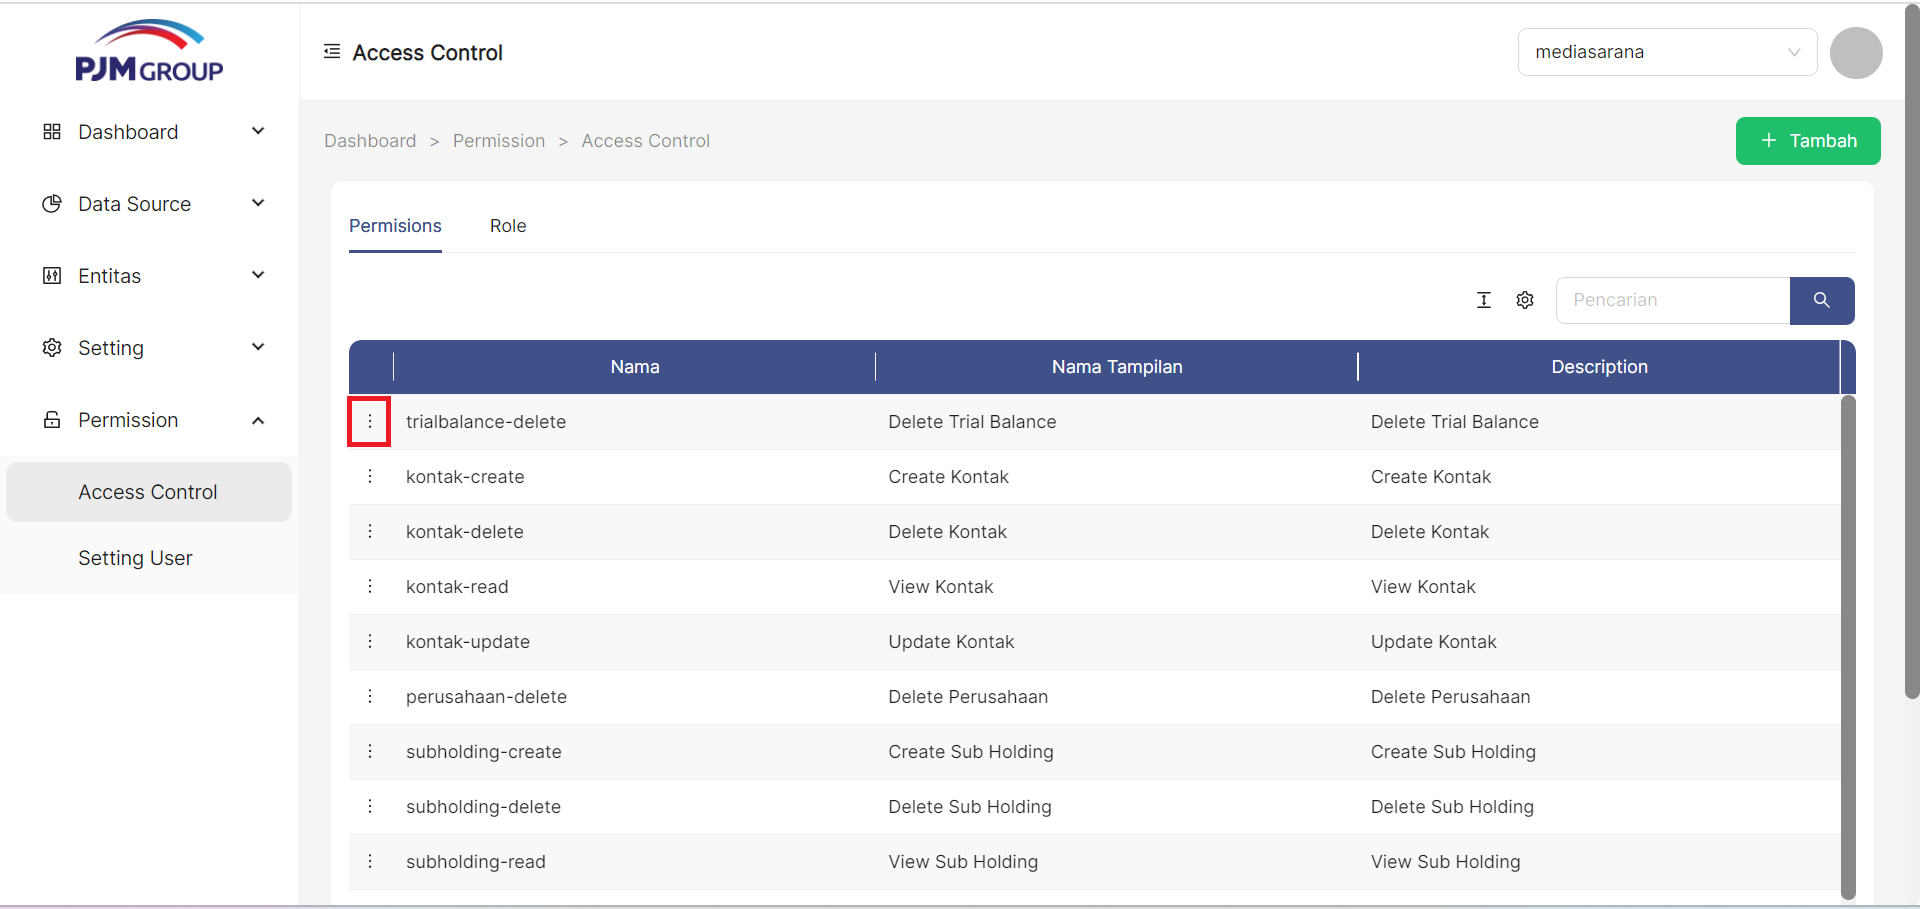 PJM GROUP
Access Control
mediasarana
Dashboard
Data Source
Entitas
Setting
Permission
Access Control
Setting User
Dashboard > Permission > Access Control
+ Tambah
Permisions Role
Pencarian
Nama Nama Tampilan Description
trialbalance-delete Delete Trial Balance Delete Trial Balance
kontak-create Create Kontak Create Kontak
kontak-delete Delete Kontak Delete Kontak
kontak-read View Kontak View Kontak
kontak-update Update Kontak Update Kontak
perusahaan-delete Delete Perusahaan Delete Perusahaan
subholding-create Create Sub Holding Create Sub Holding
subholding-delete Delete Sub Holding Delete Sub Holding
subholding-read View Sub Holding View Sub Holding